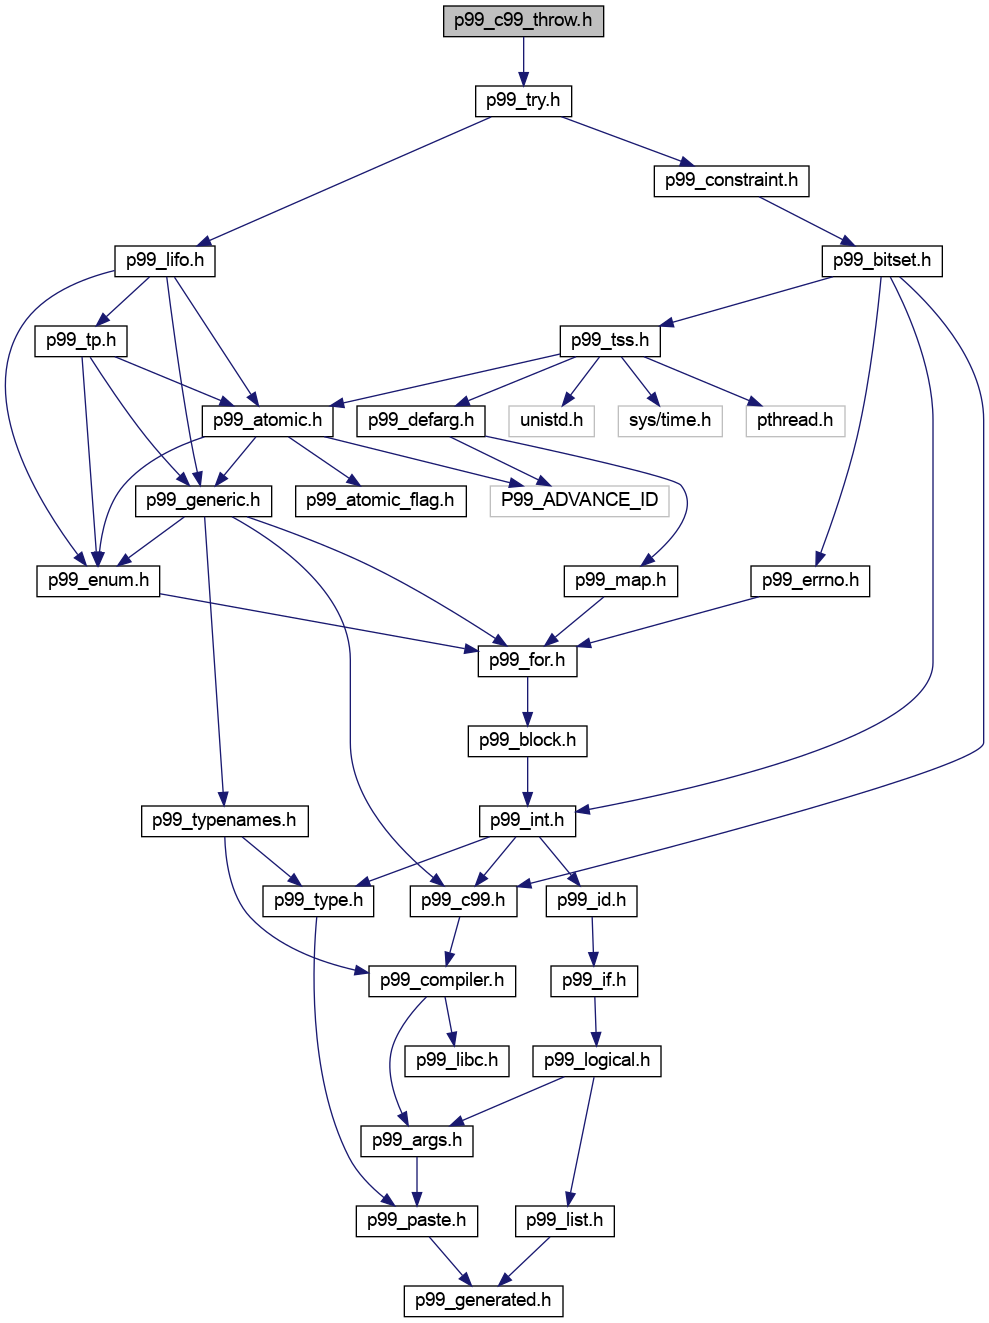 p99_c99_throw.h
p99_try.h
p99_constraint.h
p99_lifo.h
p99_bitset.h
p99_tp.h
p99_tss.h
p99_atomic.h
p99_defarg.h
unistd.h
sys/time.h
pthread.h
p99_generic.h
p99_atomic_flag.h
P99_ADVANCE_ID
p99_enum.h
p99_map.h
p99_errno.h
p99_for.h
p99_block.h
p99_typenames.h
p99_int.h
p99_type.h
p99_c99.h
p99_id.h
p99_compiler.h
p99_if.h
p99_libc.h
p99_logical.h
p99_args.h
p99_paste.h
p99_list.h
p99_generated.h